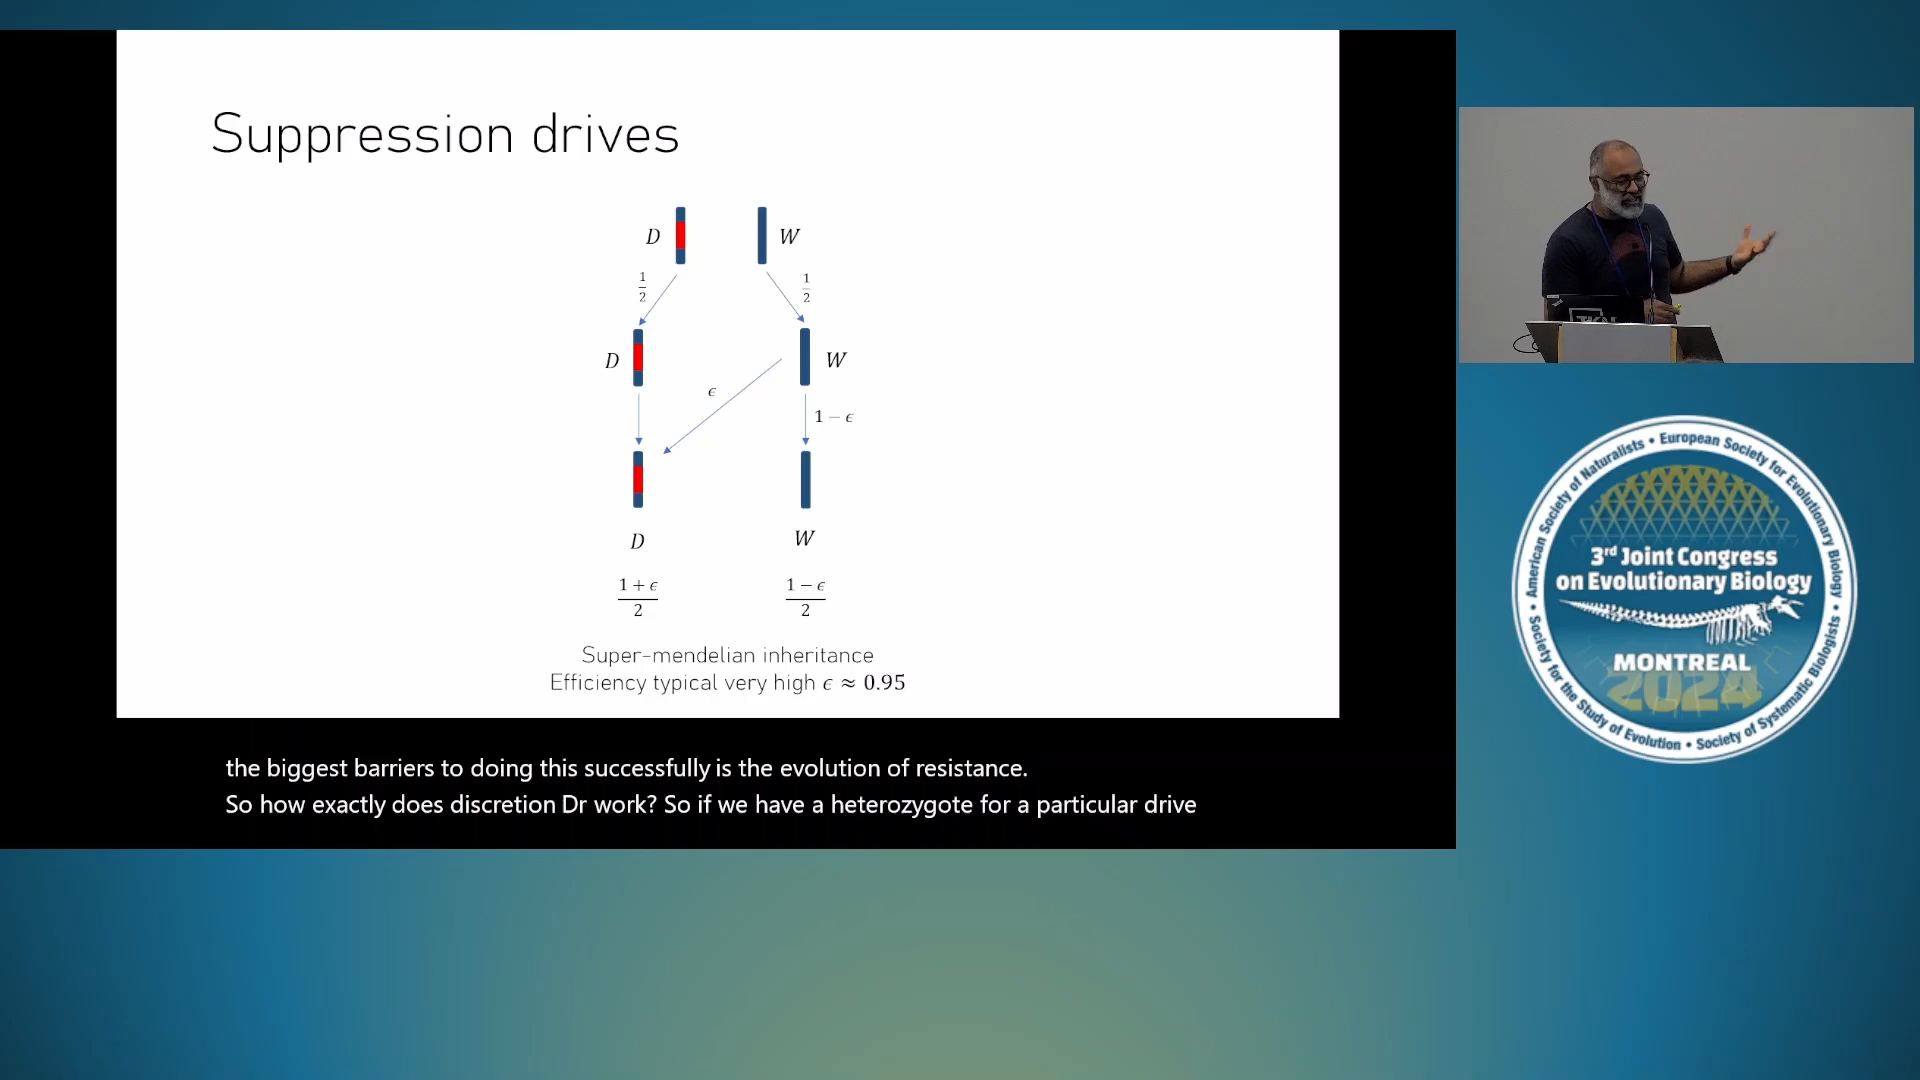 Suppression drives
D
W
1/2
1/2
D
W
ϵ
1 − ϵ
D
W
1 + ϵ/2
1 − ϵ/2
Super-mendelian inheritance
Efficiency typical very high ϵ ≈ 0.95
the biggest barriers to doing this successfully is the evolution of resistance.
So how exactly does discretion Dr work? So if we have a heterozygote for a particular drive
American Society of Naturalists • European Society for Evolutionary Biology •
Society for the Study of Evolution • Society of Systematic Biologists •
3rd Joint Congress
on Evolutionary Biology
MONTREAL
2024